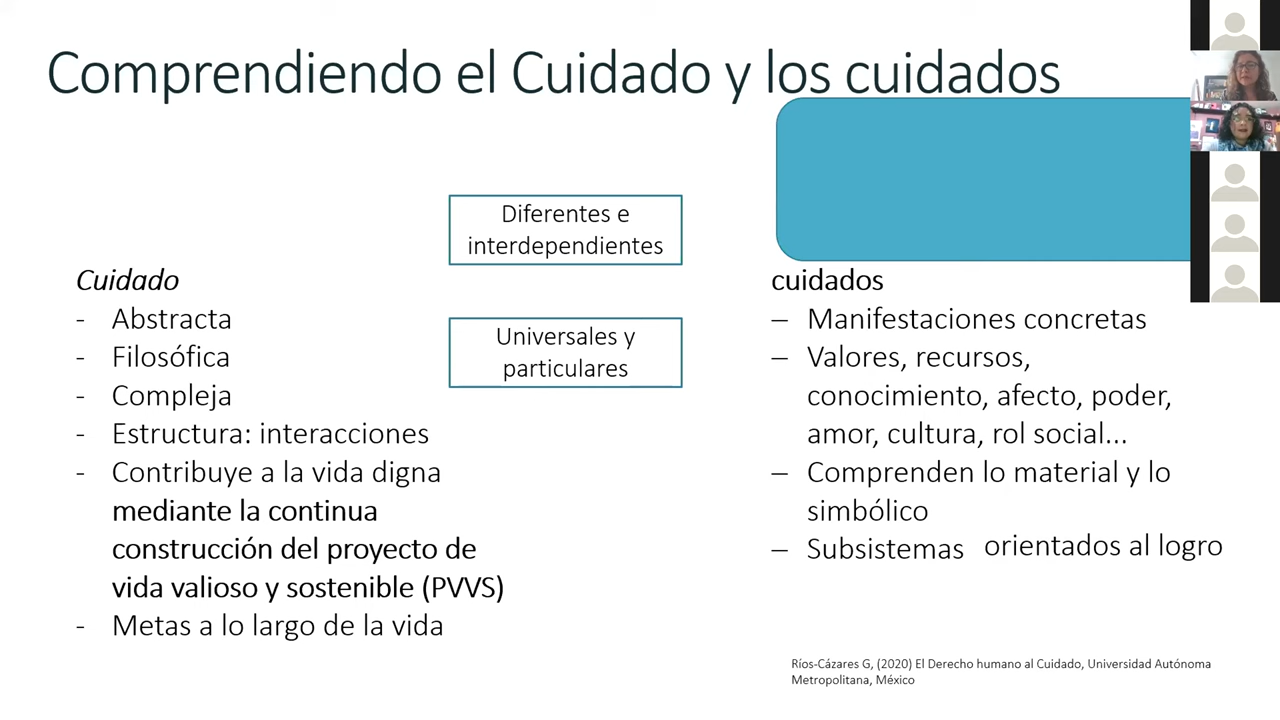 Comprendiendo el Cuidado y los cuidados
Diferentes e
interdependientes
Universales y
particulares
Cuidado
- Abstracta
- Filosófica
- Compleja
- Estructura: interacciones
- Contribuye a la vida digna
mediante la continua
construcción del proyecto de
vida valioso y sostenible (PVVS)
- Metas a lo largo de la vida
cuidados
– Manifestaciones concretas
– Valores, recursos,
conocimiento, afecto, poder,
amor, cultura, rol social...
– Comprenden lo material y lo
simbólico
– Subsistemas orientados al logro
Ríos-Cázares G, (2020) El Derecho humano al Cuidado, Universidad Autónoma
Metropolitana, México